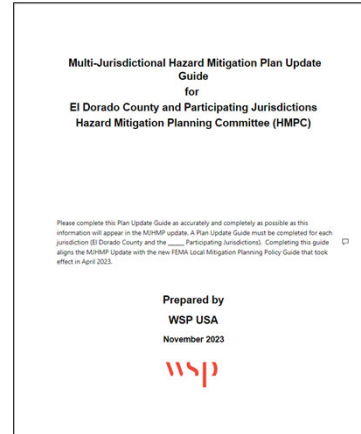 Multi-Jurisdictional Hazard Mitigation Plan Update
Guide
for
El Dorado County and Participating Jurisdictions
Hazard Mitigation Planning Committee (HMPC)
Please complete this Plan Update Guide as accurately and completely as possible as this
information will appear in the MJHMP update. A Plan Update Guide must be completed for each
jurisdiction (El Dorado County and the _____ Participating Jurisdictions). Completing this guide
aligns the MJHMP Update with the new FEMA Local Mitigation Planning Policy Guide that took
effect in April 2023.
Prepared by
WSP USA
November 2023
wsp